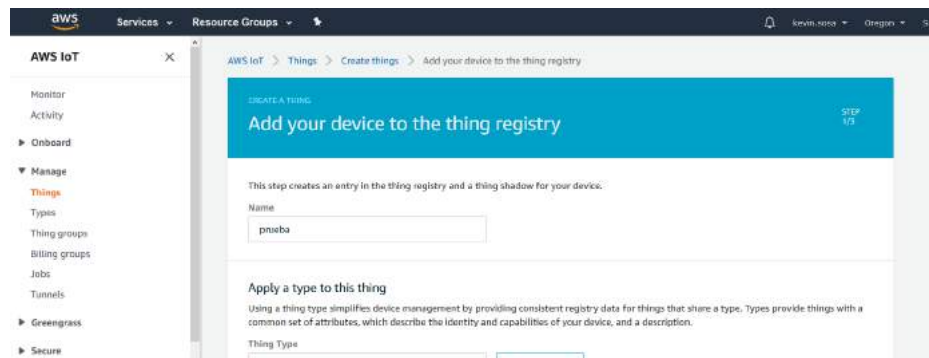 aws
Services
Resource Groups
kevin.sosa
Oregon
S
AWS IoT
AWS IoT > Things > Create things > Add your device to the thing registry
Monitor
Activity
Onboard
Manage
Things
Types
Thing groups
Billing groups
Jobs
Tunnels
Greengrass
Secure
CREATE A THING
Add your device to the thing registry
STEP
1/3
This step creates an entry in the thing registry and a thing shadow for your device.
Name
prueba
Apply a type to this thing
Using a thing type simplifies device management by providing consistent registry data for things that share a type. Types provide things with a
common set of attributes, which describe the identity and capabilities of your device, and a description.
Thing Type